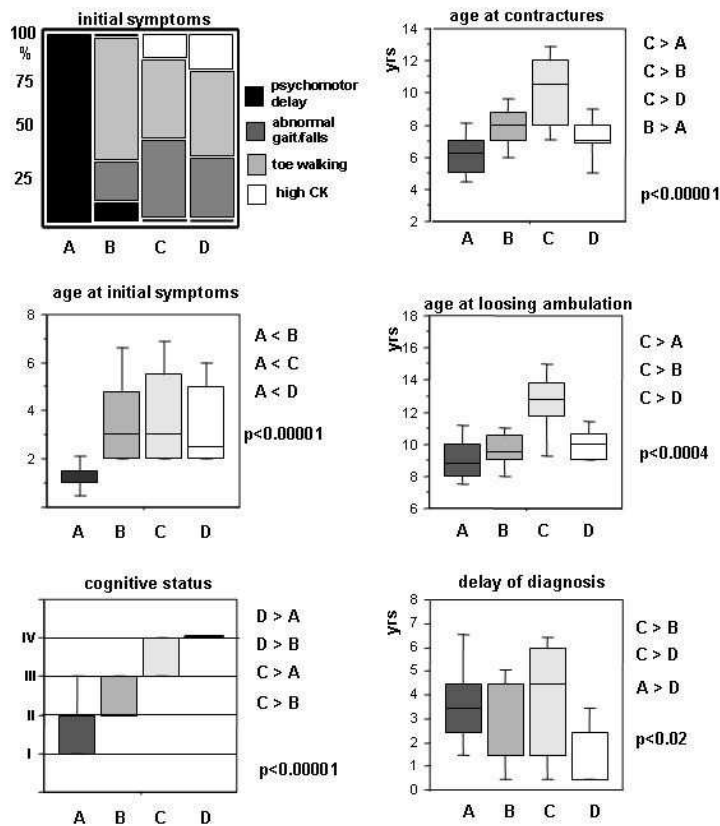 initial symptoms
100
%
75
50
25
A B C D
psychomotor
delay
abnormal
gait/falls
toe walking
high CK
age at contractures
yrs
14
12
10
8
6
4
2
A B C D
C > A
C > B
C > D
B > A
p<0.00001
age at initial symptoms
8
6
4
2
A B C D
A < B
A < C
A < D
p<0.00001
age at loosing ambulation
yrs
18
16
14
12
10
8
6
A B C D
C > A
C > B
C > D
p<0.0004
cognitive status
IV
III
II
I
A B C D
D > A
D > B
C > A
C > B
p<0.00001
delay of diagnosis
yrs
8
7
6
5
4
3
2
1
0
A B C D
C > B
C > D
A > D
p<0.02